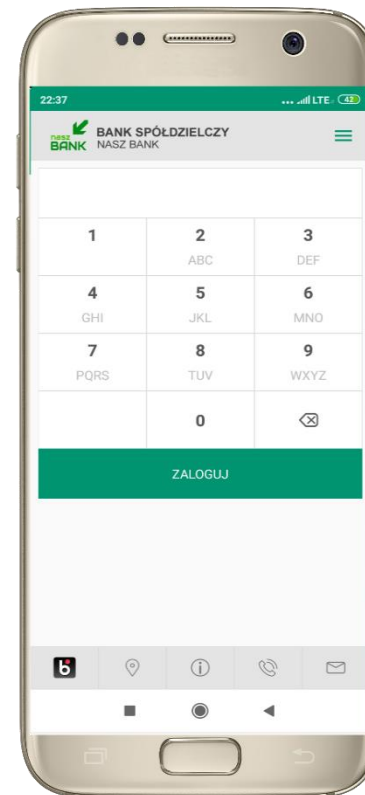 22:37 ... LTE 42
nasz BANK SPÓŁDZIELCZY
BANK NASZ BANK
1 2 3
ABC DEF
4 5 6
GHI JKL MNO
7 8 9
PQRS TUV WXYZ
0
ZALOGUJ
b